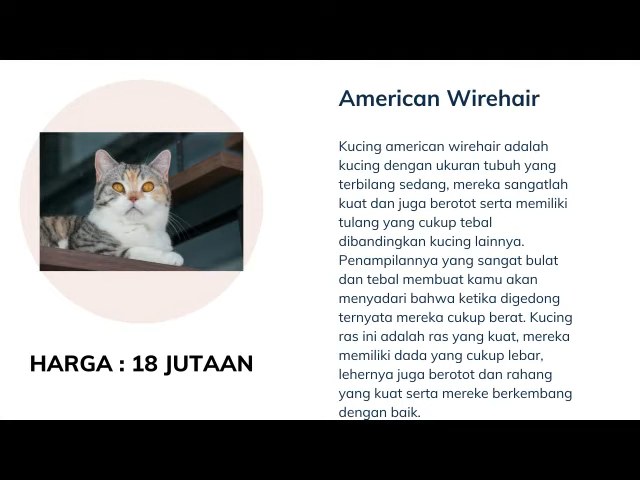 American Wirehair
Kucing american wirehair adalah
kucing dengan ukuran tubuh yang
terbilang sedang, mereka sangatlah
kuat dan juga berotot serta memiliki
tulang yang cukup tebal
dibandingkan kucing lainnya.
Penampilannya yang sangat bulat
dan tebal membuat kamu akan
menyadari bahwa ketika digedong
ternyata mereka cukup berat. Kucing
ras ini adalah ras yang kuat, mereka
memiliki dada yang cukup lebar,
lehernya juga berotot dan rahang
yang kuat serta mereke berkembang
dengan baik.
HARGA : 18 JUTAAN